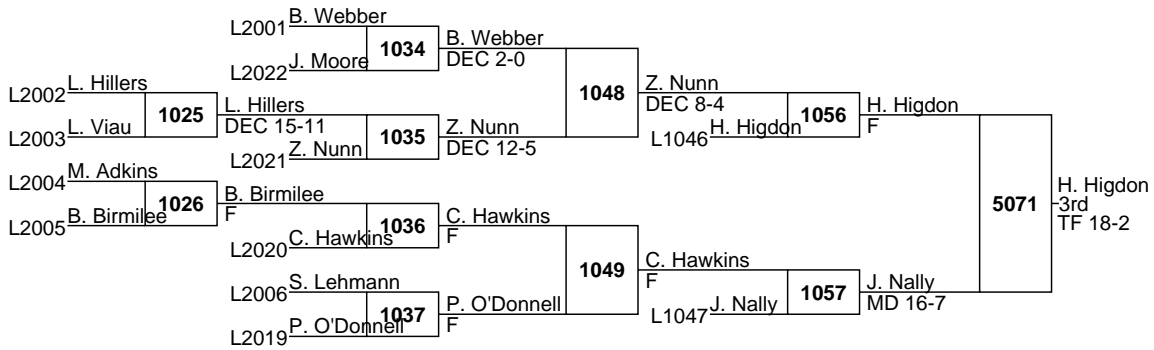 L2001 B. Webber
1034
L2022 J. Moore
B. Webber
DEC 2-0
L2002 L. Hillers
1025
L2003 L. Viau
L. Hillers
DEC 15-11
1035
L2021 Z. Nunn
Z. Nunn
DEC 12-5
1048
Z. Nunn
DEC 8-4
1056
L1046 H. Higdon
H. Higdon
F
L2004 M. Adkins
1026
L2005 B. Birmilee
B. Birmilee
F
1036
L2020 C. Hawkins
C. Hawkins
F
1049
L2006 S. Lehmann
1037
L2019 P. O'Donnell
P. O'Donnell
F
C. Hawkins
F
1057
L1047 J. Nally
J. Nally
MD 16-7
5071
H. Higdon
3rd
TF 18-2